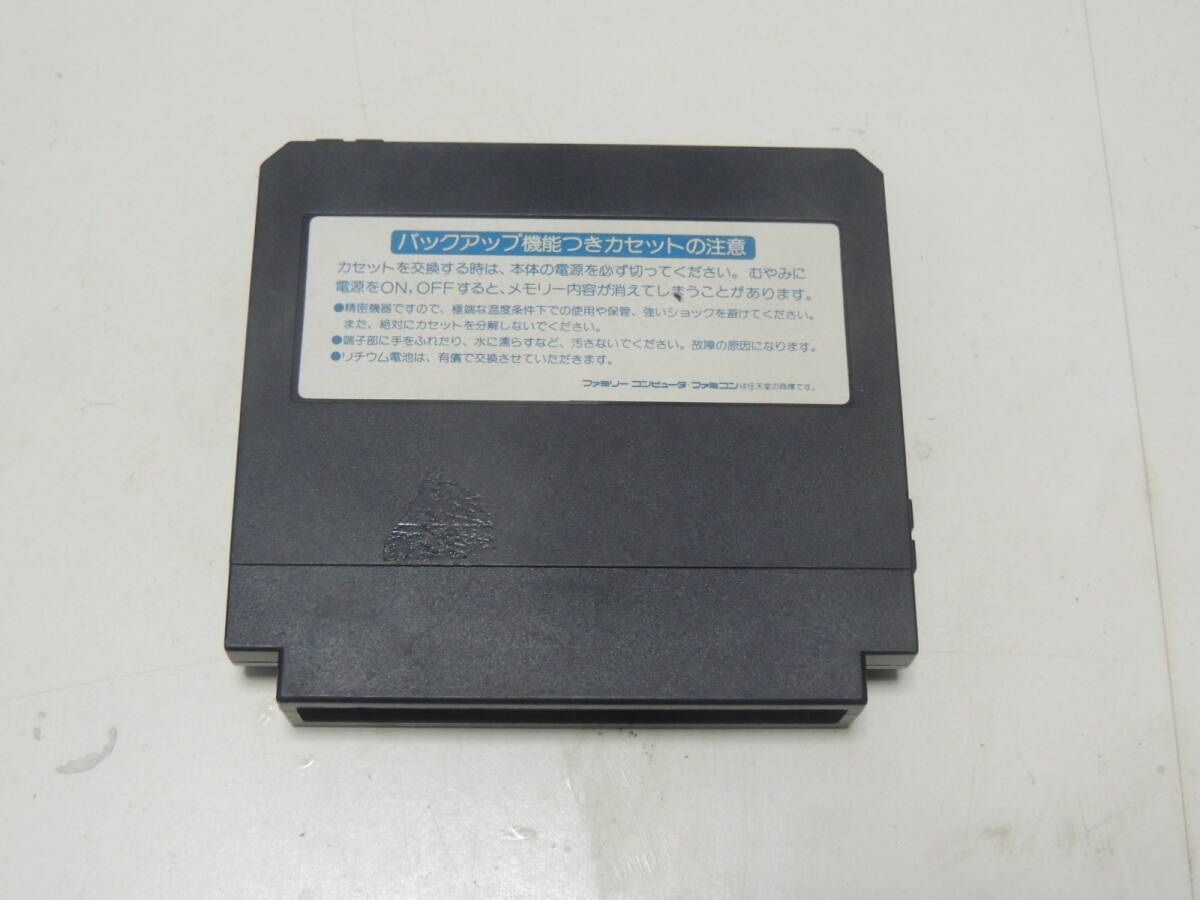 バックアップ機能つきカセットの注意
カセットを交換する時は、本体の電源を必ず切ってください。むやみに
電源をON, OFFすると、メモリー内容が消えてしまうことがあります。
●精密機器ですので、極端な温度条件下での使用や保管、強いショックを避けてください。
また、絶対にカセットを分解しないでください。
●端子部に手をふれたり、水に濡らすなど、汚さないでください。故障の原因になります。
●リチウム電池は、有償で交換させていただきます。
ファミリー コンピュータ・ファミコンは任天堂の商標です。